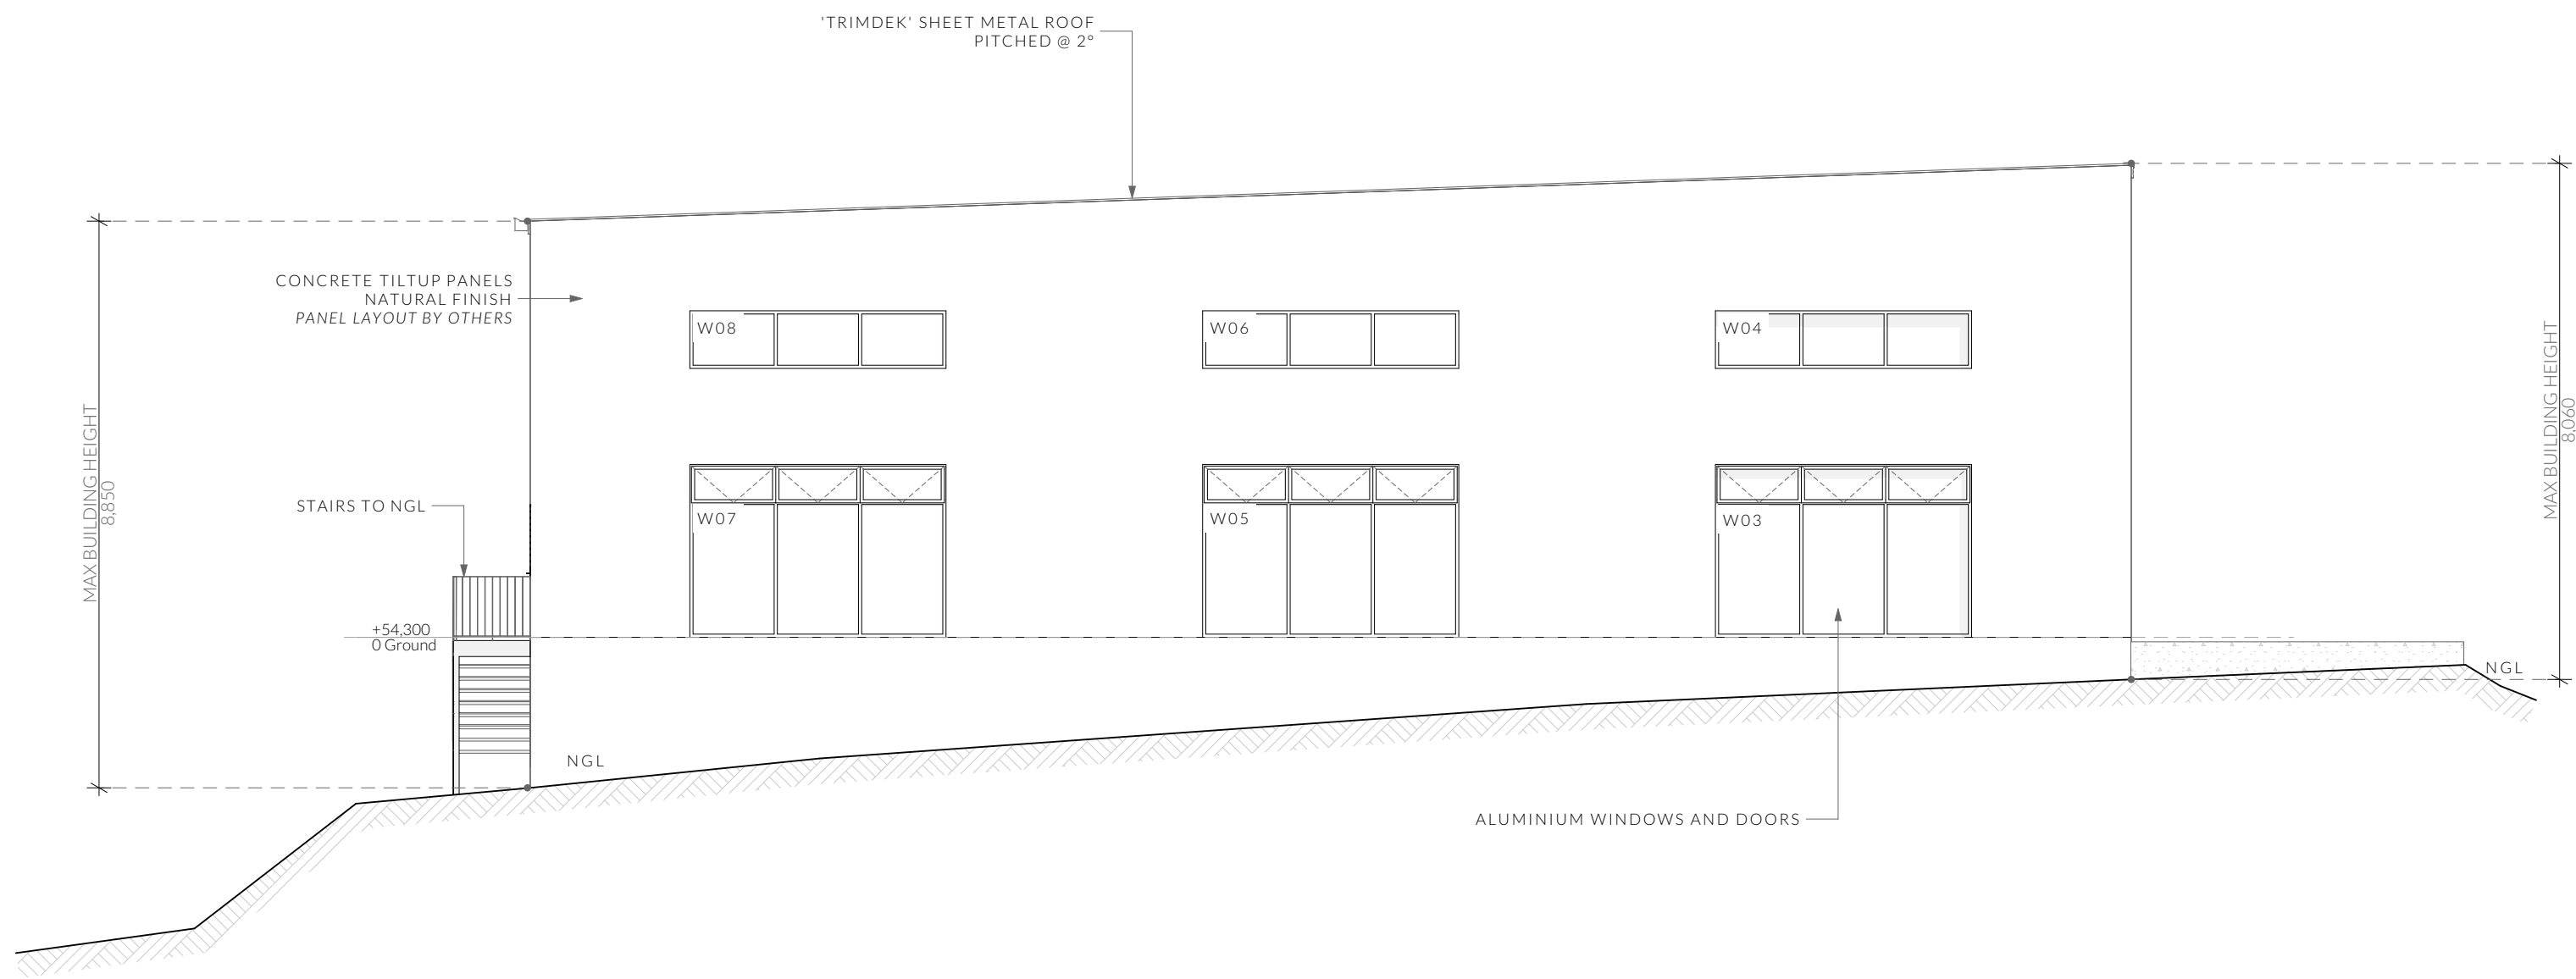 'TRIMDEK' SHEET METAL ROOF
PITCHED @ 2°
CONCRETE TILTUP PANELS
NATURAL FINISH
PANEL LAYOUT BY OTHERS
W08
W06
W04
MAX BUILDING HEIGHT
8,850
MAX BUILDING HEIGHT
8,060
STAIRS TO NGL
W07
W05
W03
+54,300
0 Ground
NGL
NGL
ALUMINIUM WINDOWS AND DOORS